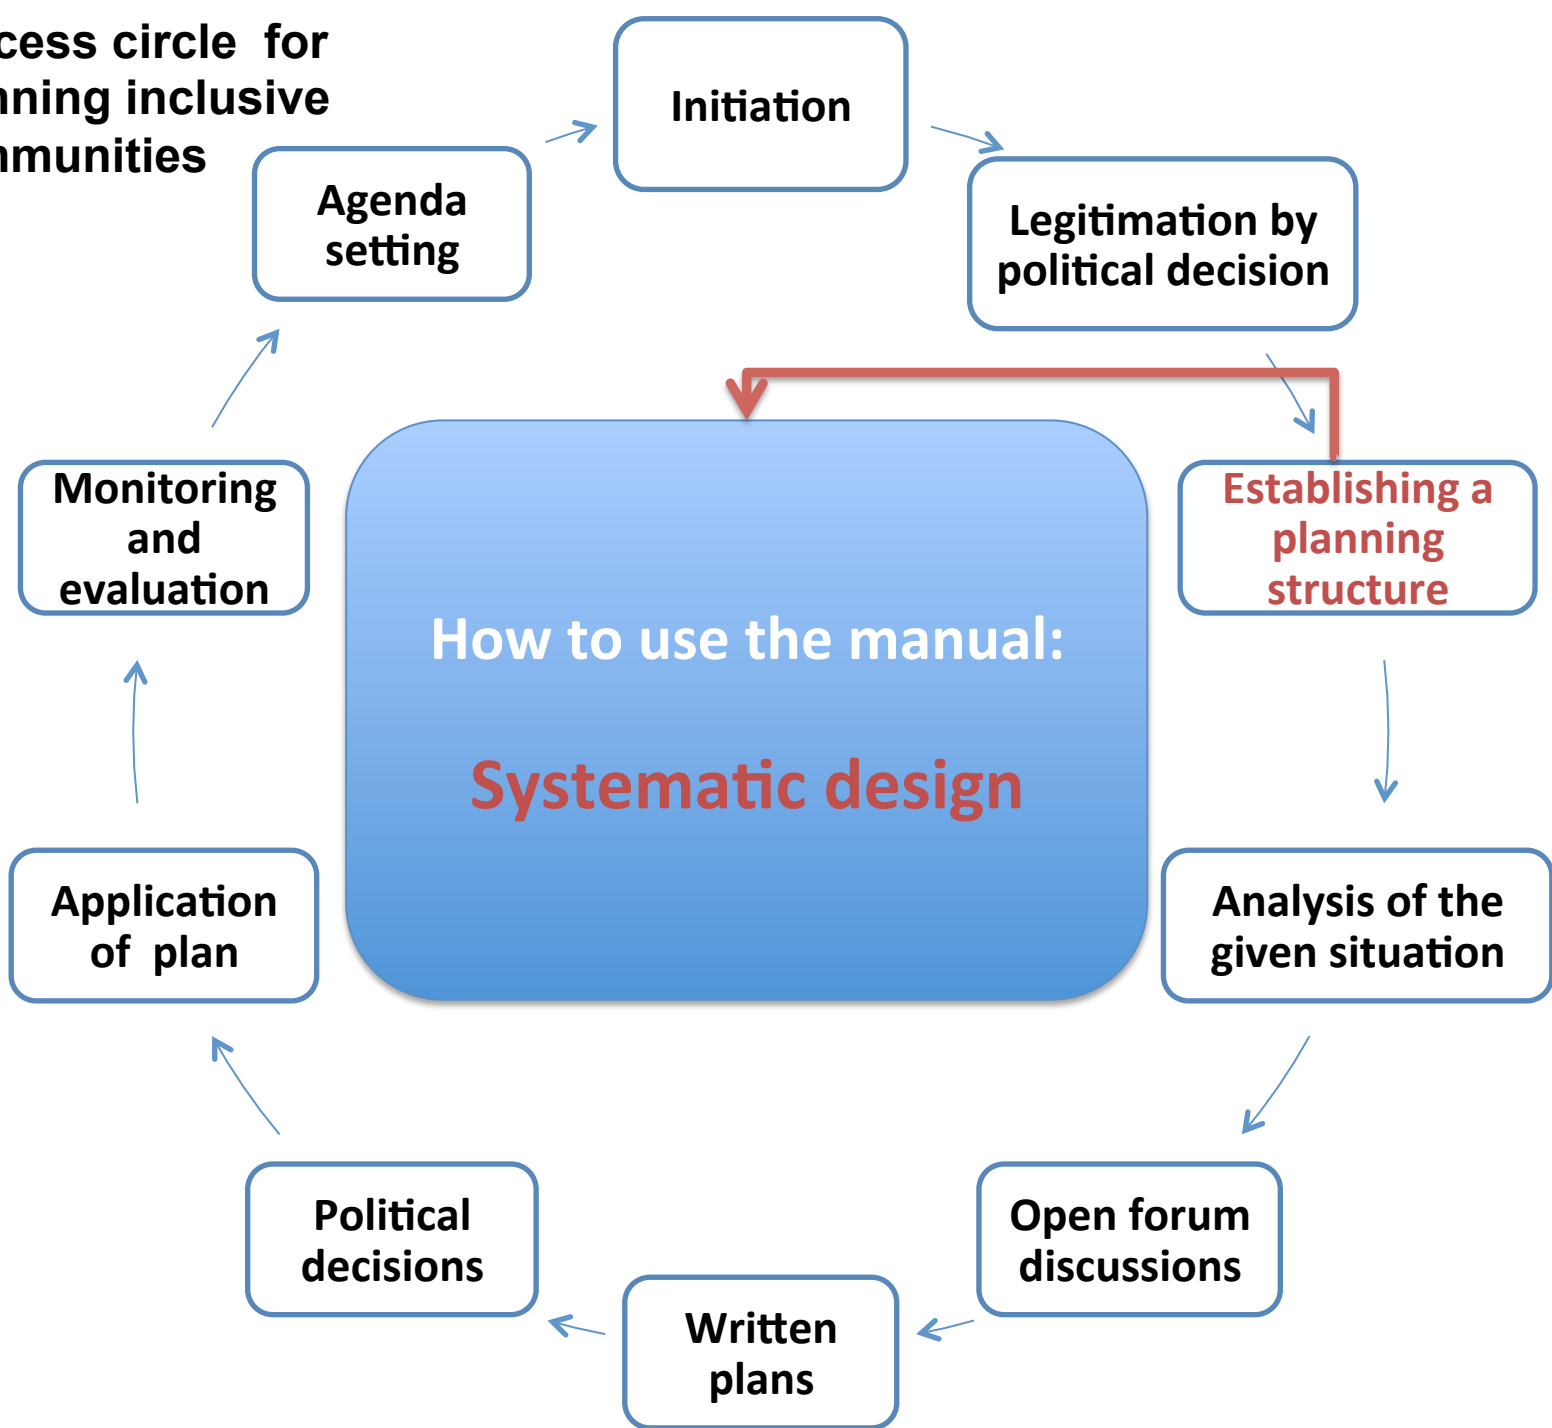 cess circle for
nning inclusive
mmunities
Initiation
Legitimation by
political decision
Establishing a
planning
structure
Analysis of the
given situation
Open forum
discussions
Written
plans
Political
decisions
Application
of plan
Monitoring
and
evaluation
Agenda
setting
How to use the manual:
Systematic design